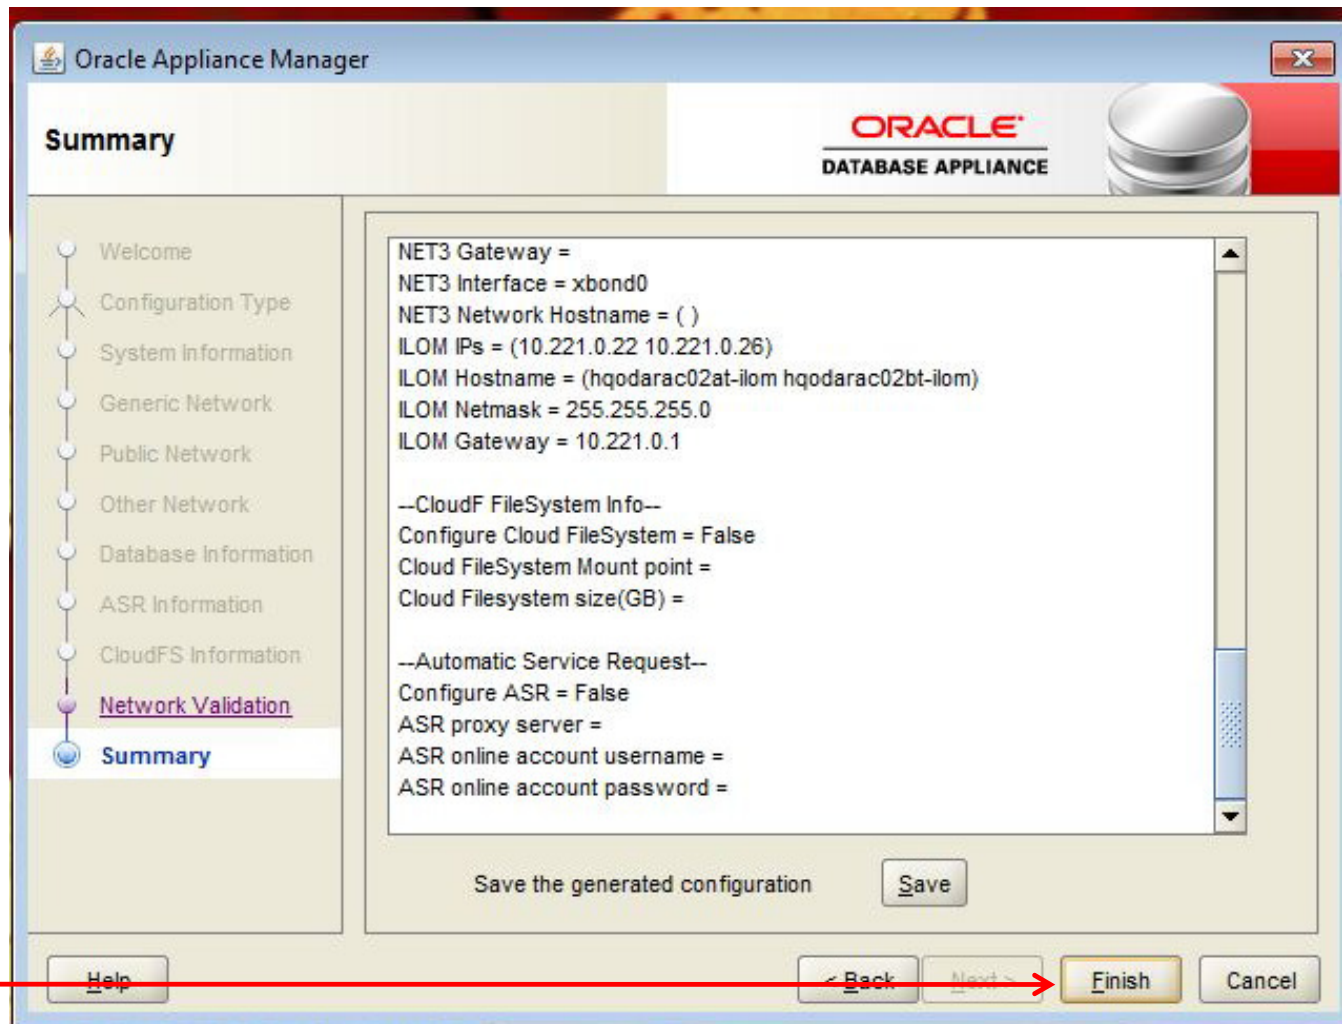 Oracle Appliance Manager
Summary
ORACLE
DATABASE APPLIANCE
Welcome
Configuration Type
System Information
Generic Network
Public Network
Other Network
Database Information
ASR Information
CloudFS Information
Network Validation
Summary
NET3 Gateway =
NET3 Interface = xbond0
NET3 Network Hostname = ( )
ILOM IPs = (10.221.0.22 10.221.0.26)
ILOM Hostname = (hqodarac02at-ilom hqodarac02bt-ilom)
ILOM Netmask = 255.255.255.0
ILOM Gateway = 10.221.0.1
--CloudF FileSystem Info--
Configure Cloud FileSystem = False
Cloud FileSystem Mount point =
Cloud Filesystem size(GB) =
--Automatic Service Request--
Configure ASR = False
ASR proxy server =
ASR online account username =
ASR online account password =
Save the generated configuration Save
Help < Back Next > Finish Cancel